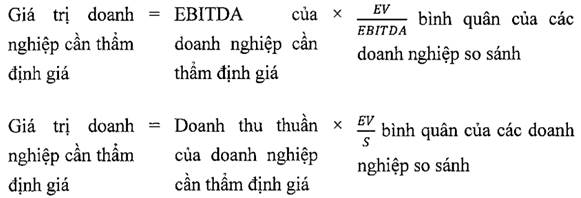 Giá trị doanh = EBITDA của × EV/EBITDA bình quân của các
nghiệp cần thẩm doanh nghiệp cần doanh nghiệp so sánh
định giá thẩm định giá
Giá trị doanh = Doanh thu thuần × EV/S bình quân của các doanh
nghiệp cần thẩm của doanh nghiệp nghiệp so sánh
định giá cần thẩm định giá